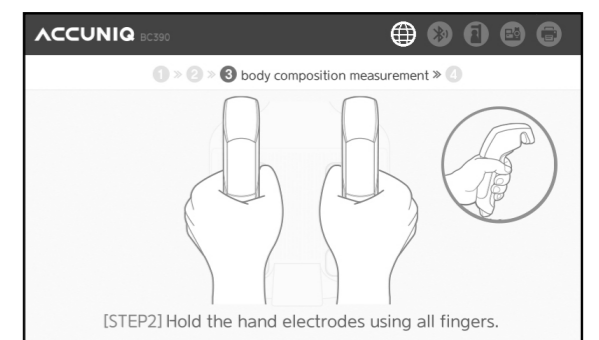 ACCUNIQ BC390
1 » 2 » 3 body composition measurement » 4
[STEP2] Hold the hand electrodes using all fingers.